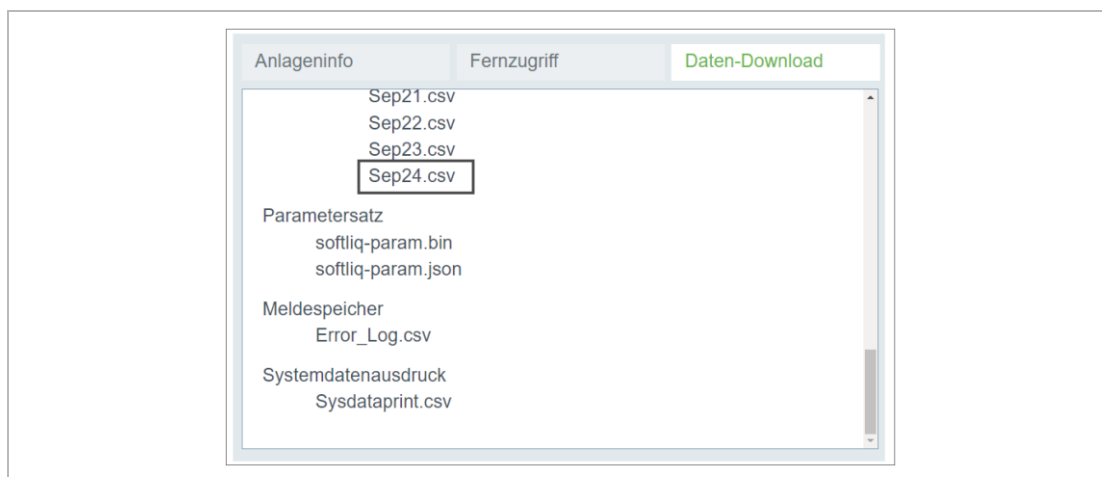 Anlageninfo Fernzugriff Daten-Download
Sep21.csv
Sep22.csv
Sep23.csv
Sep24.csv
Parametersatz
softliq-param.bin
softliq-param.json
Meldespeicher
Error_Log.csv
Systemdatenausdruck
Sysdataprint.csv